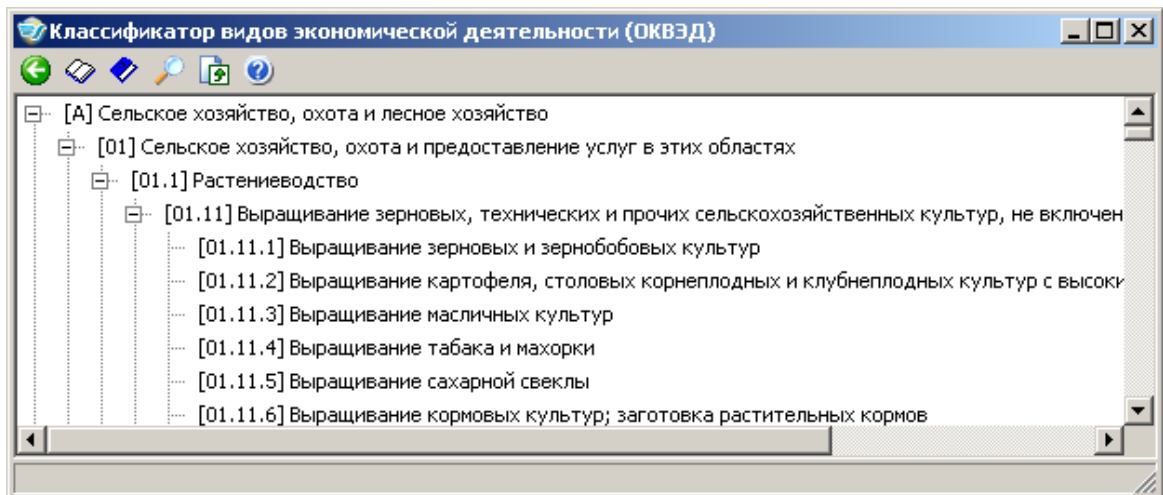 Классификатор видов экономической деятельности (ОКВЭД)
[A] Сельское хозяйство, охота и лесное хозяйство
[01] Сельское хозяйство, охота и предоставление услуг в этих областях
[01.1] Растениеводство
[01.11] Выращивание зерновых, технических и прочих сельскохозяйственных культур, не включен
[01.11.1] Выращивание зерновых и зернобобовых культур
[01.11.2] Выращивание картофеля, столовых корнеплодных и клубнеплодных культур с высоки
[01.11.3] Выращивание масличных культур
[01.11.4] Выращивание табака и махорки
[01.11.5] Выращивание сахарной свеклы
[01.11.6] Выращивание кормовых культур; заготовка растительных кормов